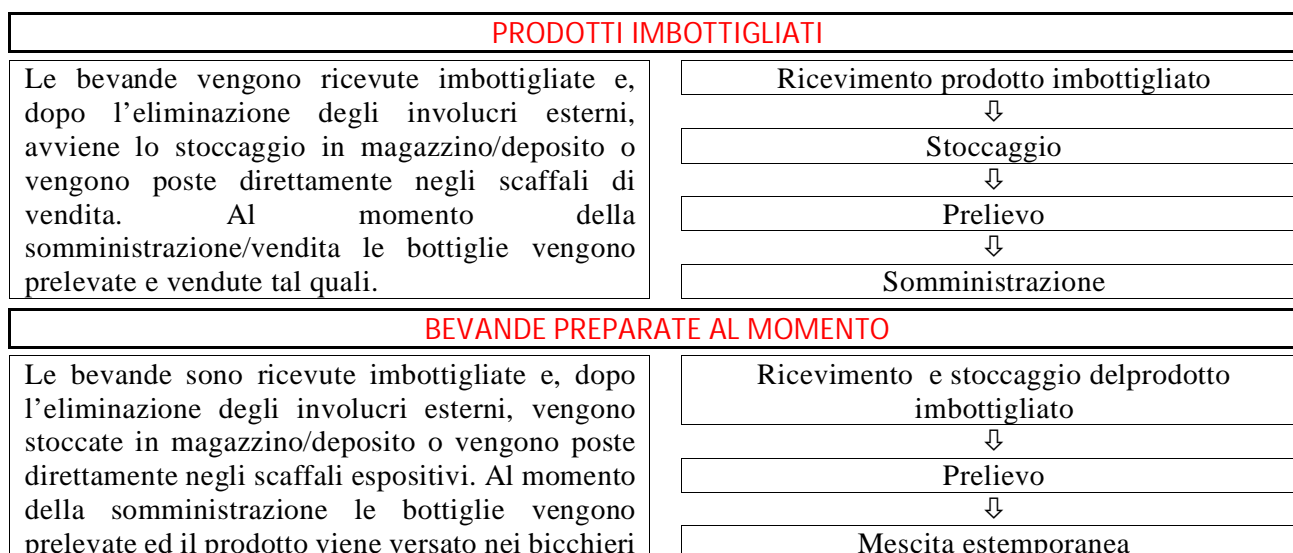 PRODOTTI IMBOTTIGLIATI
Le bevande vengono ricevute imbottigliate e,
dopo l'eliminazione degli involucri esterni,
avviene lo stoccaggio in magazzino/deposito o
vengono poste direttamente negli scaffali di
vendita. Al momento della
somministrazione/vendita le bottiglie vengono
prelevate e vendute tal quali.
Ricevimento prodotto imbottigliato
⇩
Stoccaggio
⇩
Prelievo
⇩
Somministrazione
BEVANDE PREPARATE AL MOMENTO
Le bevande sono ricevute imbottigliate e, dopo
l'eliminazione degli involucri esterni, vengono
stoccate in magazzino/deposito o vengono poste
direttamente negli scaffali espositivi. Al momento
della somministrazione le bottiglie vengono
prelevate ed il prodotto viene versato nei bicchieri
Ricevimento e stoccaggio delprodotto
imbottigliato
⇩
Prelievo
⇩
Mescita estemporanea